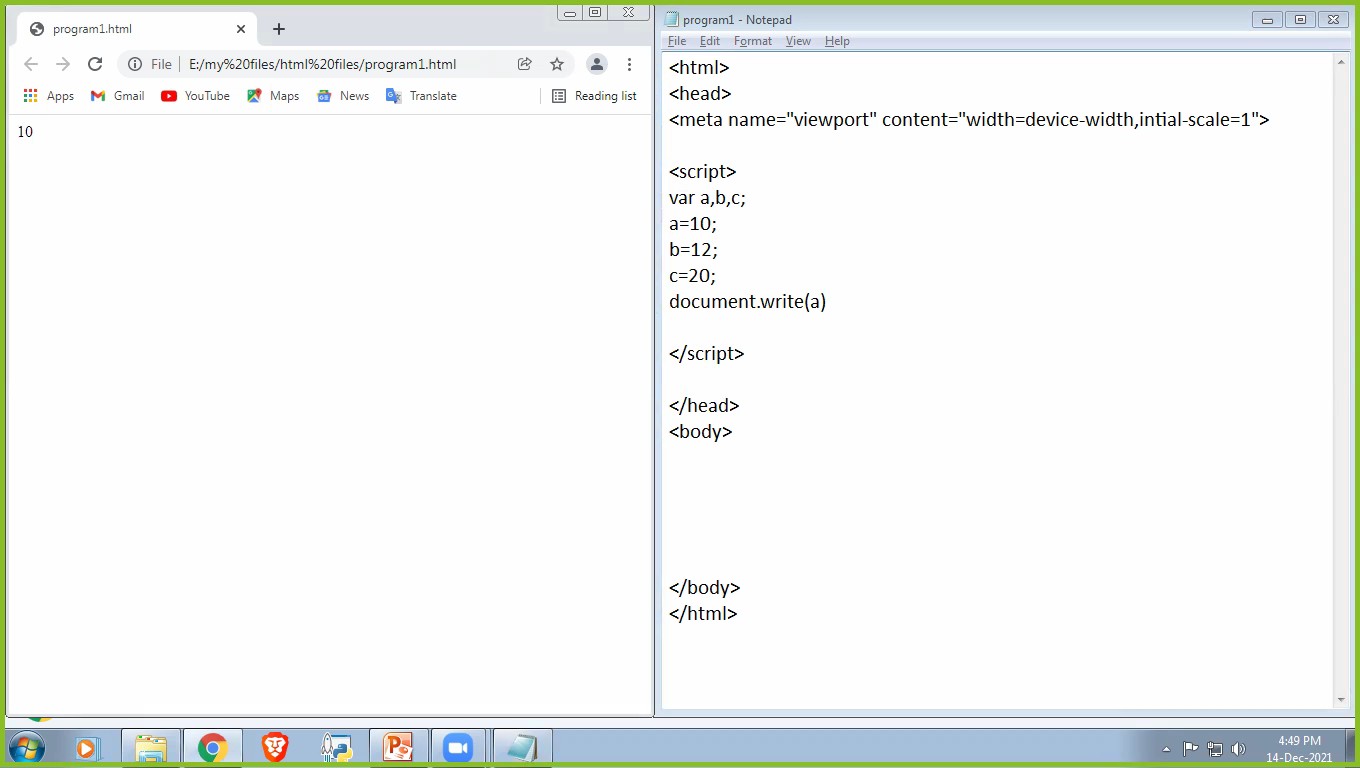 program1.html
File E:/my%20files/html%20files/program1.html
Apps Gmail YouTube Maps News Translate Reading list
10
program1 - Notepad
File Edit Format View Help
<html>
<head>
<meta name="viewport" content="width=device-width,intial-scale=1">
<script>
var a,b,c;
a=10;
b=12;
c=20;
document.write(a)
</script>
</head>
<body>
</body>
</html>
4:49 PM
14-Dec-2021